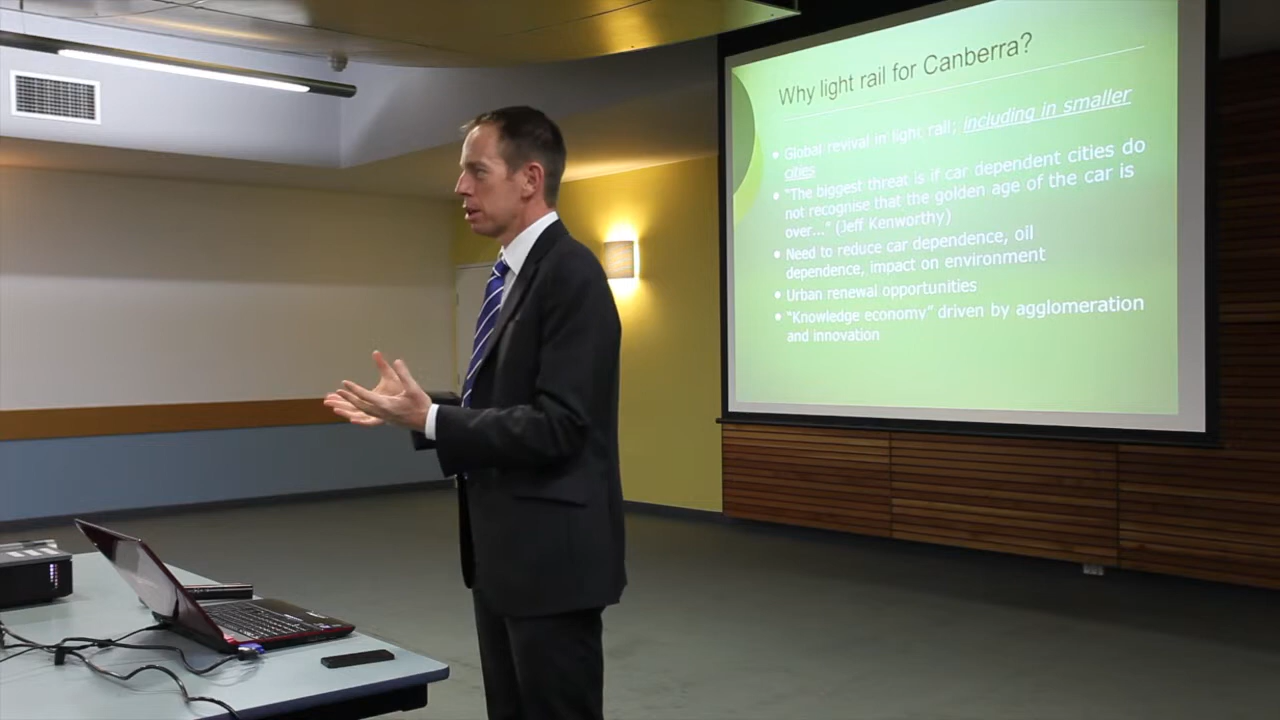 Why light rail for Canberra?
• Global revival in light rail; including in smaller
cities
• "The biggest threat is if car dependent cities do
not recognise that the golden age of the car is
over..." (Jeff Kenworthy)
• Need to reduce car dependence, oil
dependence, impact on environment
• Urban renewal opportunities
• "Knowledge economy" driven by agglomeration
and innovation